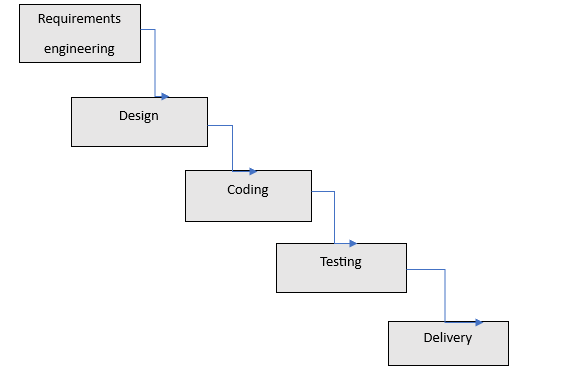 Requirements
engineering
Design
Coding
Testing
Delivery